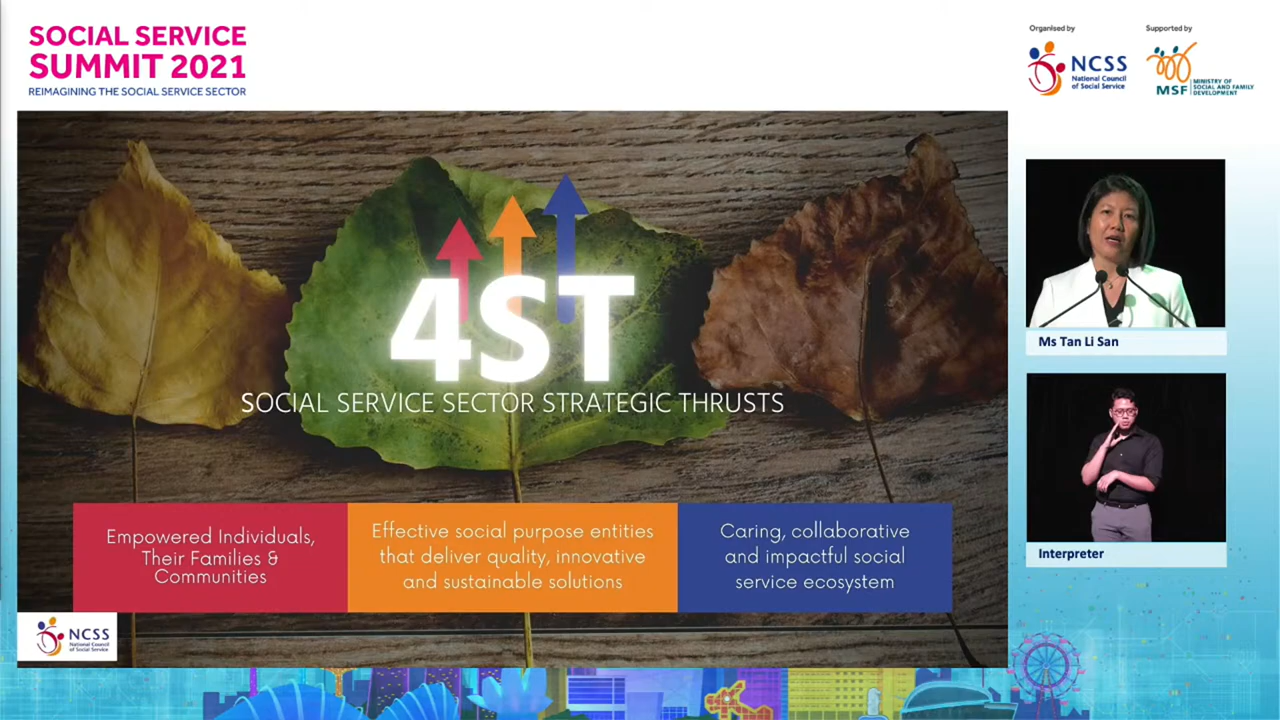 SOCIAL SERVICE
SUMMIT 2021
REIMAGINING THE SOCIAL SERVICE SECTOR
Organised by
NCSS
National Council
of Social Service
Supported by
MSF
MINISTRY OF
SOCIAL AND FAMILY
DEVELOPMENT
4ST
SOCIAL SERVICE SECTOR STRATEGIC THRUSTS
Empowered Individuals,
Their Families &
Communities
Effective social purpose entities
that deliver quality, innovative
and sustainable solutions
Caring, collaborative
and impactful social
service ecosystem
NCSS
National Council
of Social Service
Ms Tan Li San
Interpreter